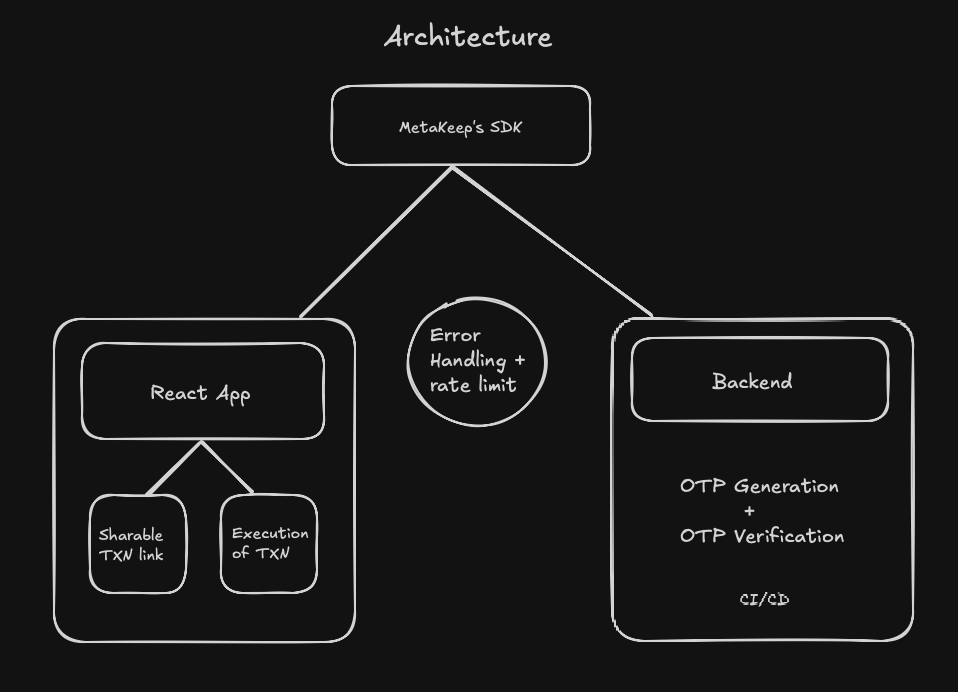 Architecture
MetaKeep's SDK
Error
Handling +
rate limit
React App
Sharable
TXN link
Execution
of TXN
Backend
OTP Generation
+
OTP Verification
CI/CD